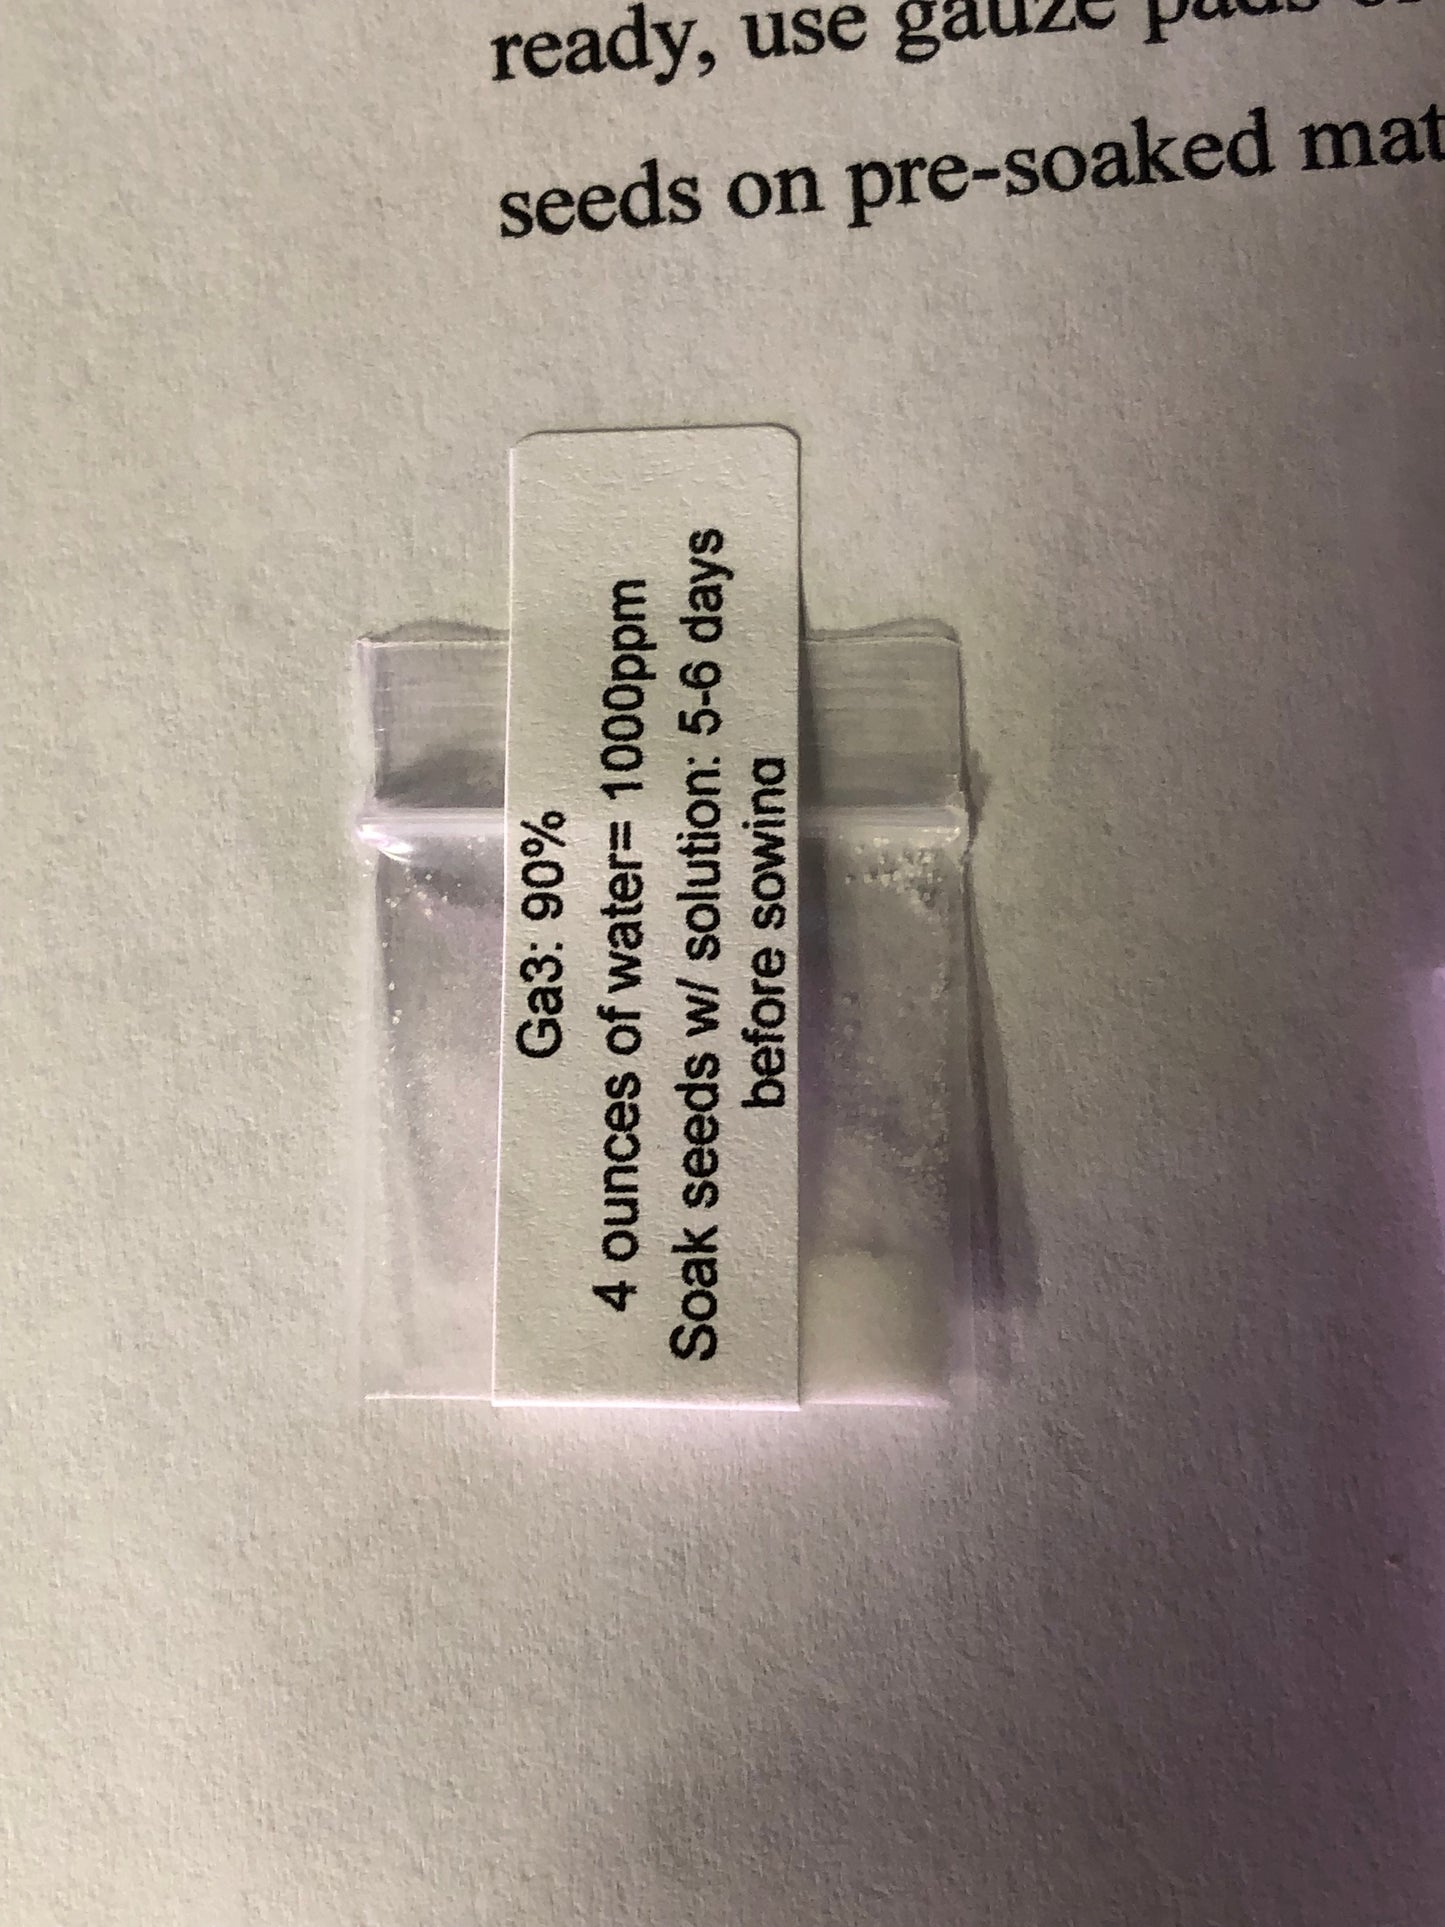 ready, use gauze pads
seeds on pre-soaked
Ga3: 90%
4 ounces of water= 1000ppm
Soak seeds w/ solution: 5-6 days
before sowing